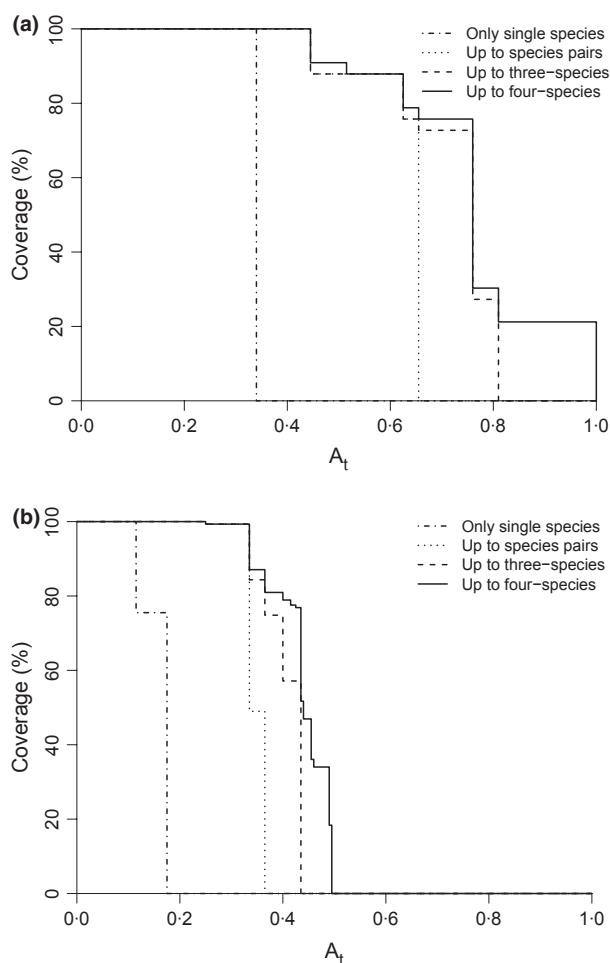 (a)
Only single species
Up to species pairs
Up to three-species
Up to four-species
Coverage (%)
100
80
60
40
20
0
0·0 0·2 0·4 0·6 0·8 1·0
At
(b)
Only single species
Up to species pairs
Up to three-species
Up to four-species
Coverage (%)
100
80
60
40
20
0
0·0 0·2 0·4 0·6 0·8 1·0
At